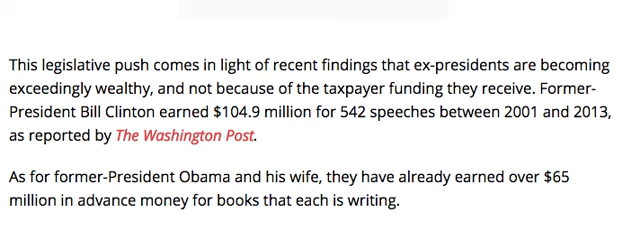 This legislative push comes in light of recent findings that ex-presidents are becoming
exceedingly wealthy, and not because of the taxpayer funding they receive. Former-
President Bill Clinton earned $104.9 million for 542 speeches between 2001 and 2013,
as reported by The Washington Post.
As for former-President Obama and his wife, they have already earned over $65
million in advance money for books that each is writing.